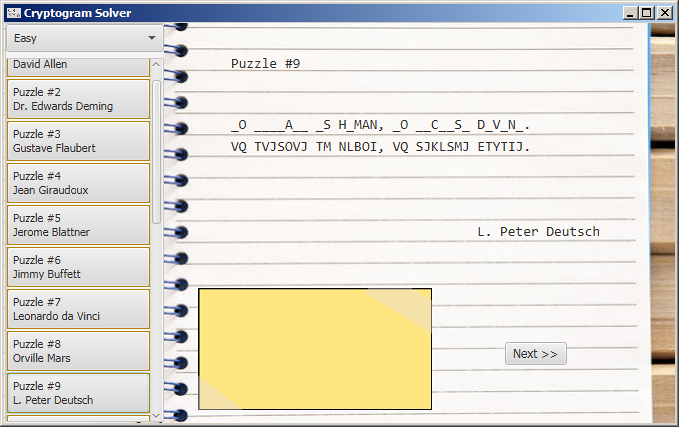 Cryptogram Solver
Easy
David Allen
Puzzle #2
Dr. Edwards Deming
Puzzle #3
Gustave Flaubert
Puzzle #4
Jean Giraudoux
Puzzle #5
Jerome Blattner
Puzzle #6
Jimmy Buffett
Puzzle #7
Leonardo da Vinci
Puzzle #8
Orville Mars
Puzzle #9
L. Peter Deutsch
Puzzle #9
_O ____A__ _S H_MAN, _O __C__S_ D_V_N_.
VQ TVJSOVJ TM NLBOI, VQ SJKLSMJ ETYTIJ.
L. Peter Deutsch
Next >>